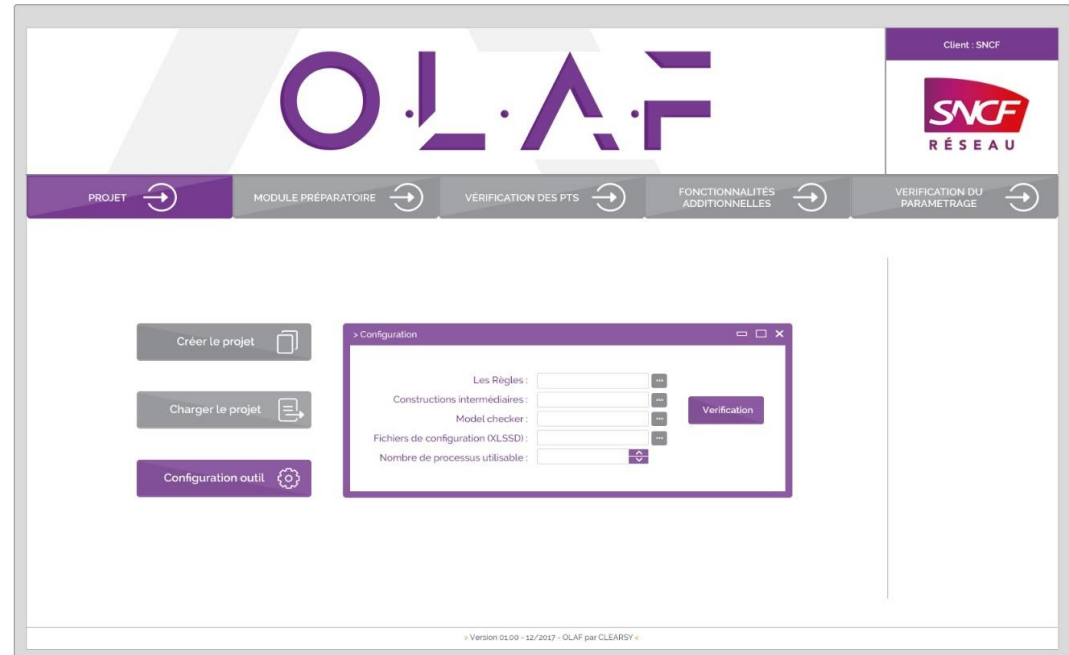 O.L.A.F
Client : SNCF
SNCF
RÉSEAU
PROJET
MODULE PRÉPARATOIRE
VÉRIFICATION DES PTS
FONCTIONNALITÉS
ADDITIONNELLES
VERIFICATION DU
PARAMETRAGE
Créer le projet
Charger le projet
Configuration outil
> Configuration
Les Règles :
Constructions intermédiaires :
Model checker :
Fichiers de configuration (XLSSD) :
Nombre de processus utilisable :
Verification
> Version 01.00 - 12/2017 - OLAF par CLEARSY <